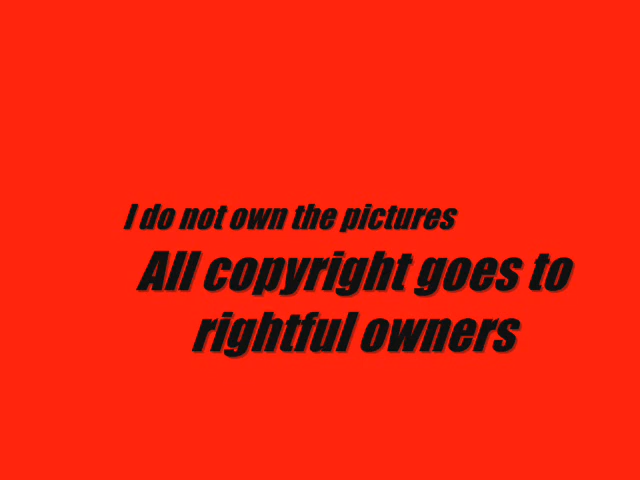 I do not own the pictures
All copyright goes to
rightful owners